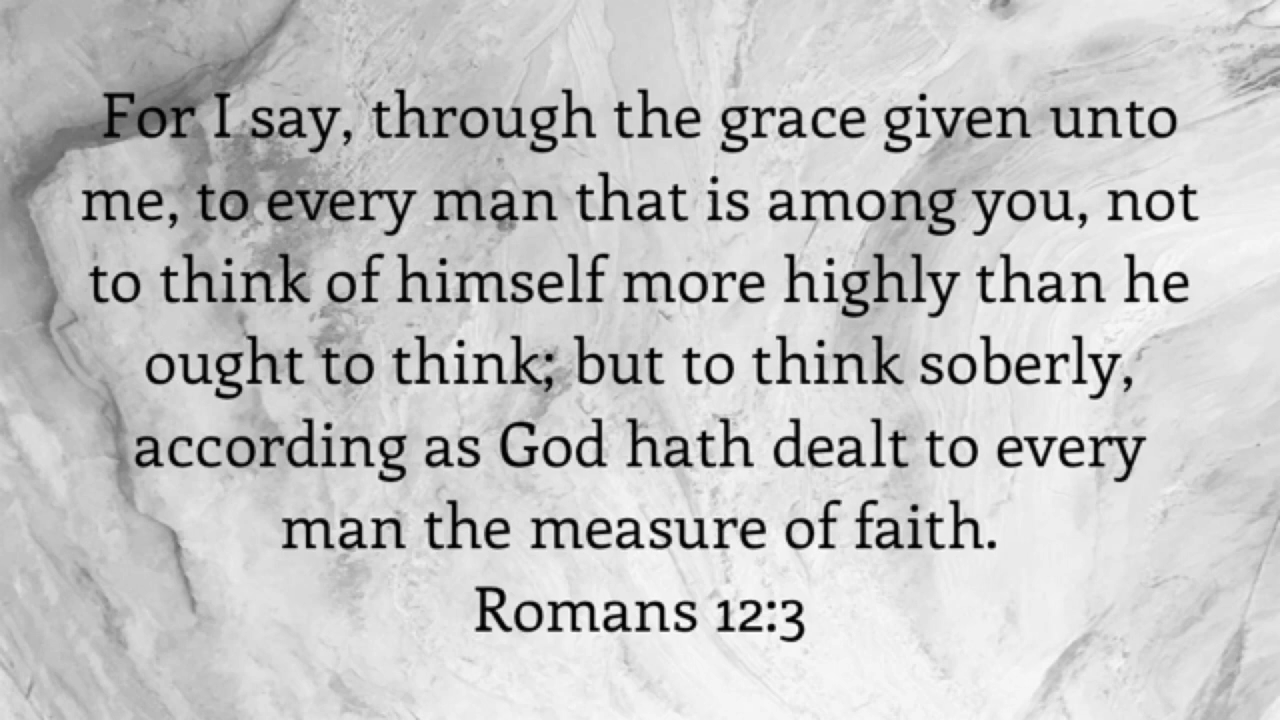 For I say, through the grace given unto
me, to every man that is among you, not
to think of himself more highly than he
ought to think; but to think soberly,
according as God hath dealt to every
man the measure of faith.
Romans 12:3